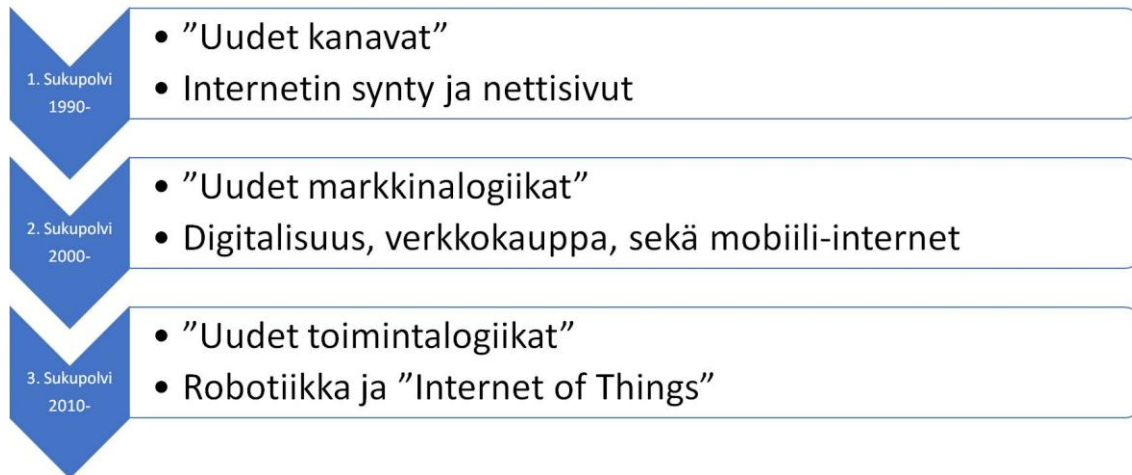 1. Sukupolvi
1990-
• ”Uudet kanavat”
• Internetin synty ja nettisivut
2. Sukupolvi
2000-
• ”Uudet markkinalogiikat”
• Digitalisuus, verkkokauppa, sekä mobiili-internet
3. Sukupolvi
2010-
• ”Uudet toimintalogiikat”
• Robotiikka ja ”Internet of Things”